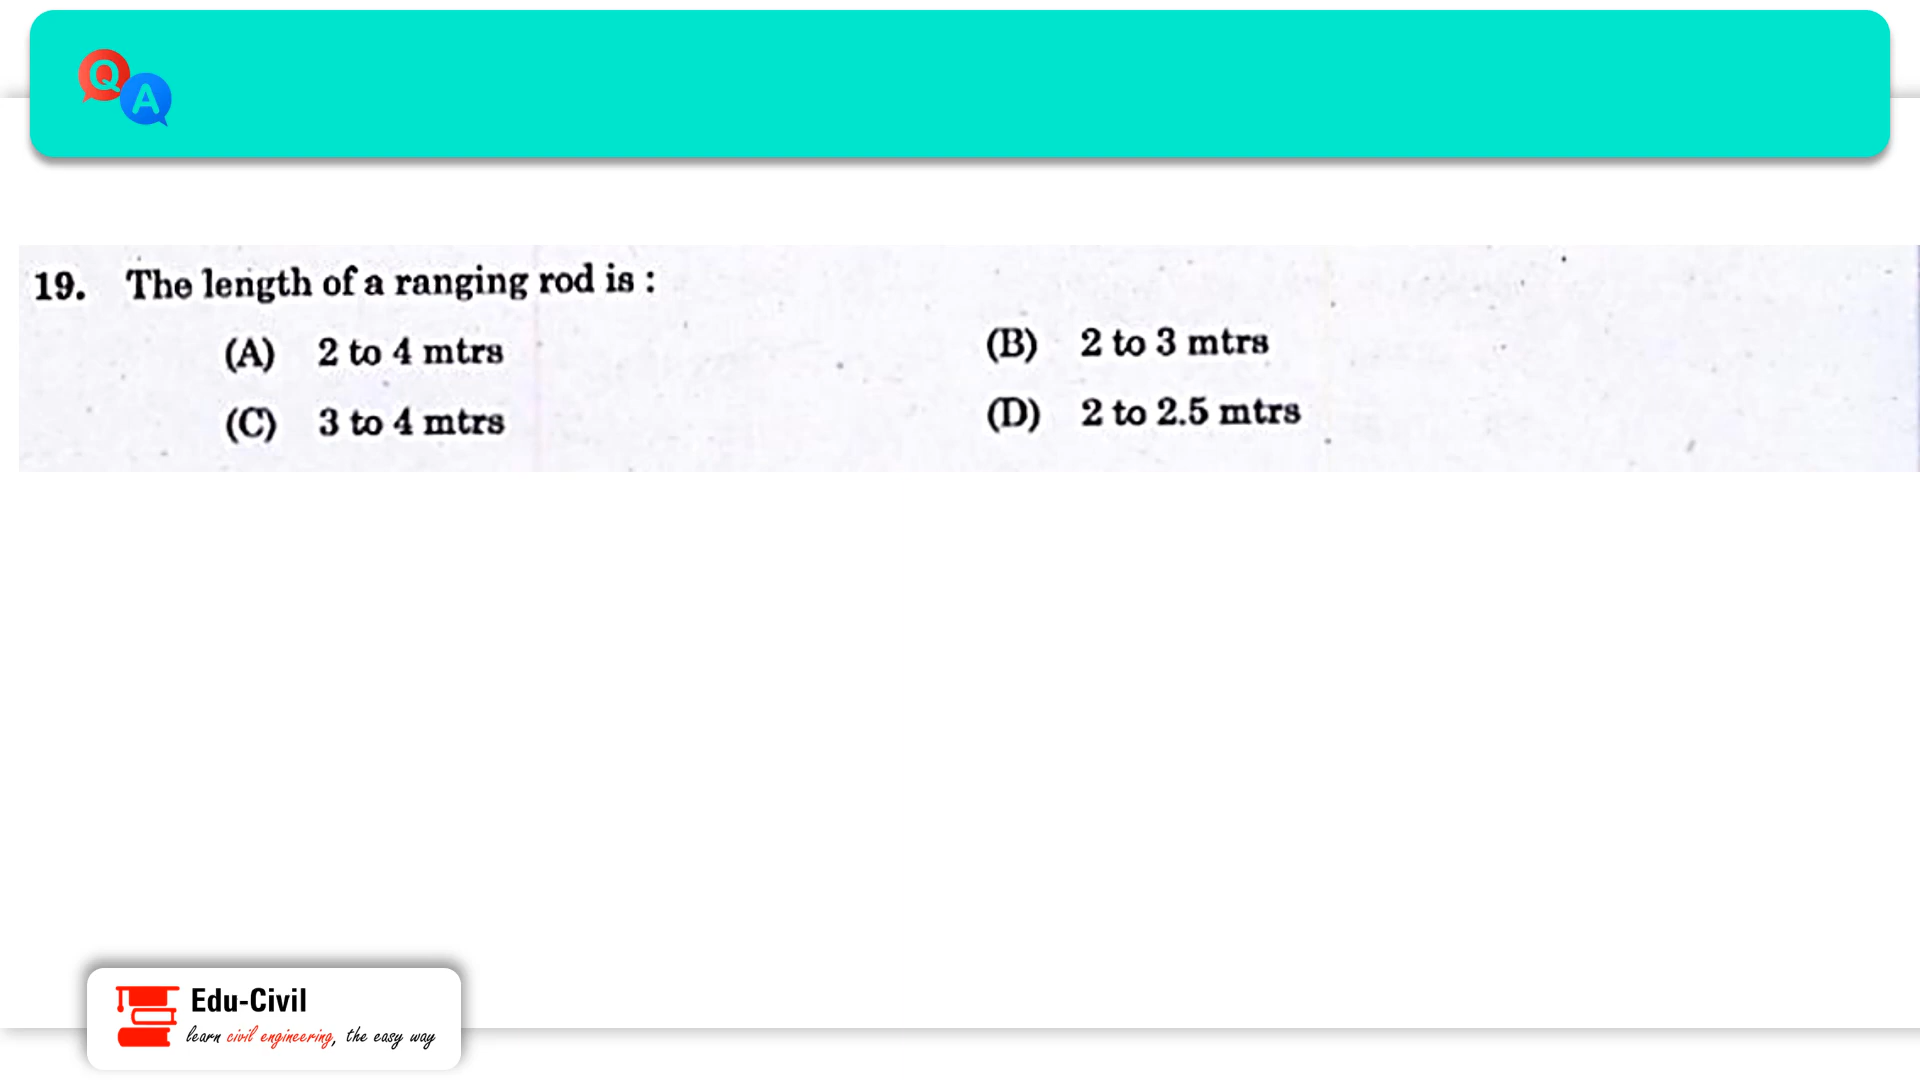 Q
A
19. The length of a ranging rod is :
(A) 2 to 4 mtrs (B) 2 to 3 mtrs
(C) 3 to 4 mtrs (D) 2 to 2.5 mtrs
Edu-Civil
learn civil engineering, the easy way